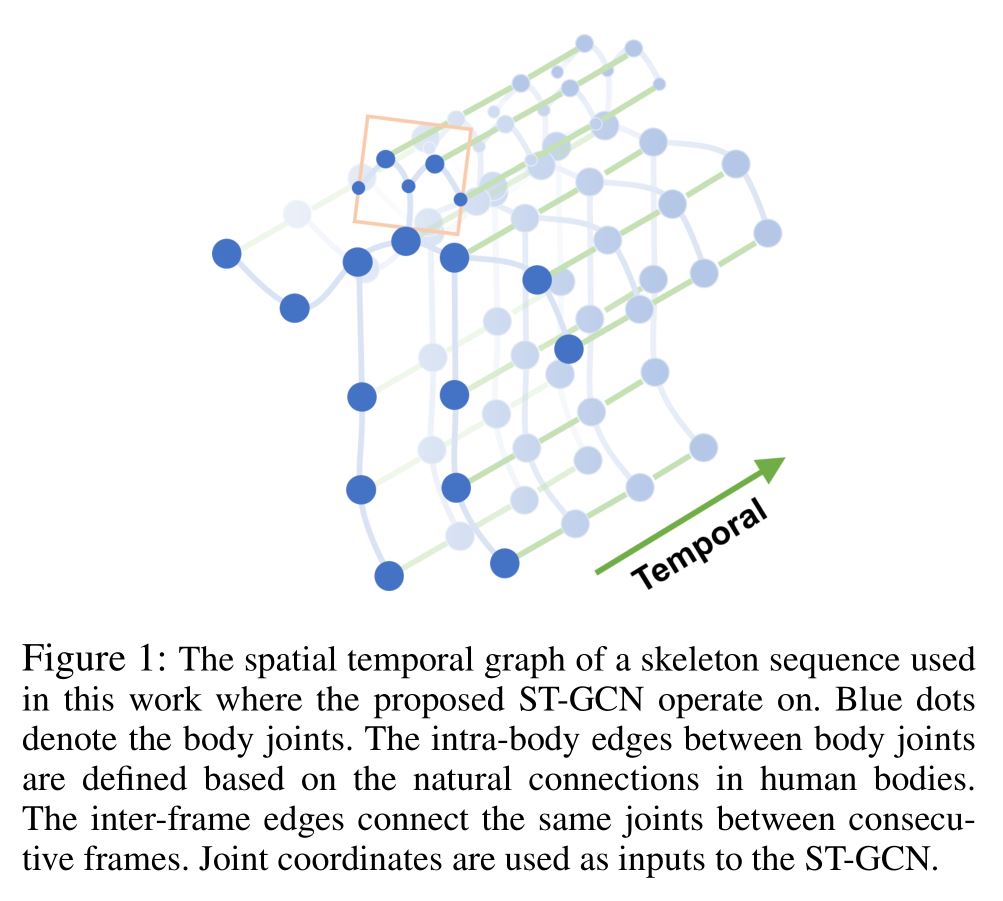 Temporal
Figure 1: The spatial temporal graph of a skeleton sequence used
in this work where the proposed ST-GCN operate on. Blue dots
denote the body joints. The intra-body edges between body joints
are defined based on the natural connections in human bodies.
The inter-frame edges connect the same joints between consecu-
tive frames. Joint coordinates are used as inputs to the ST-GCN.